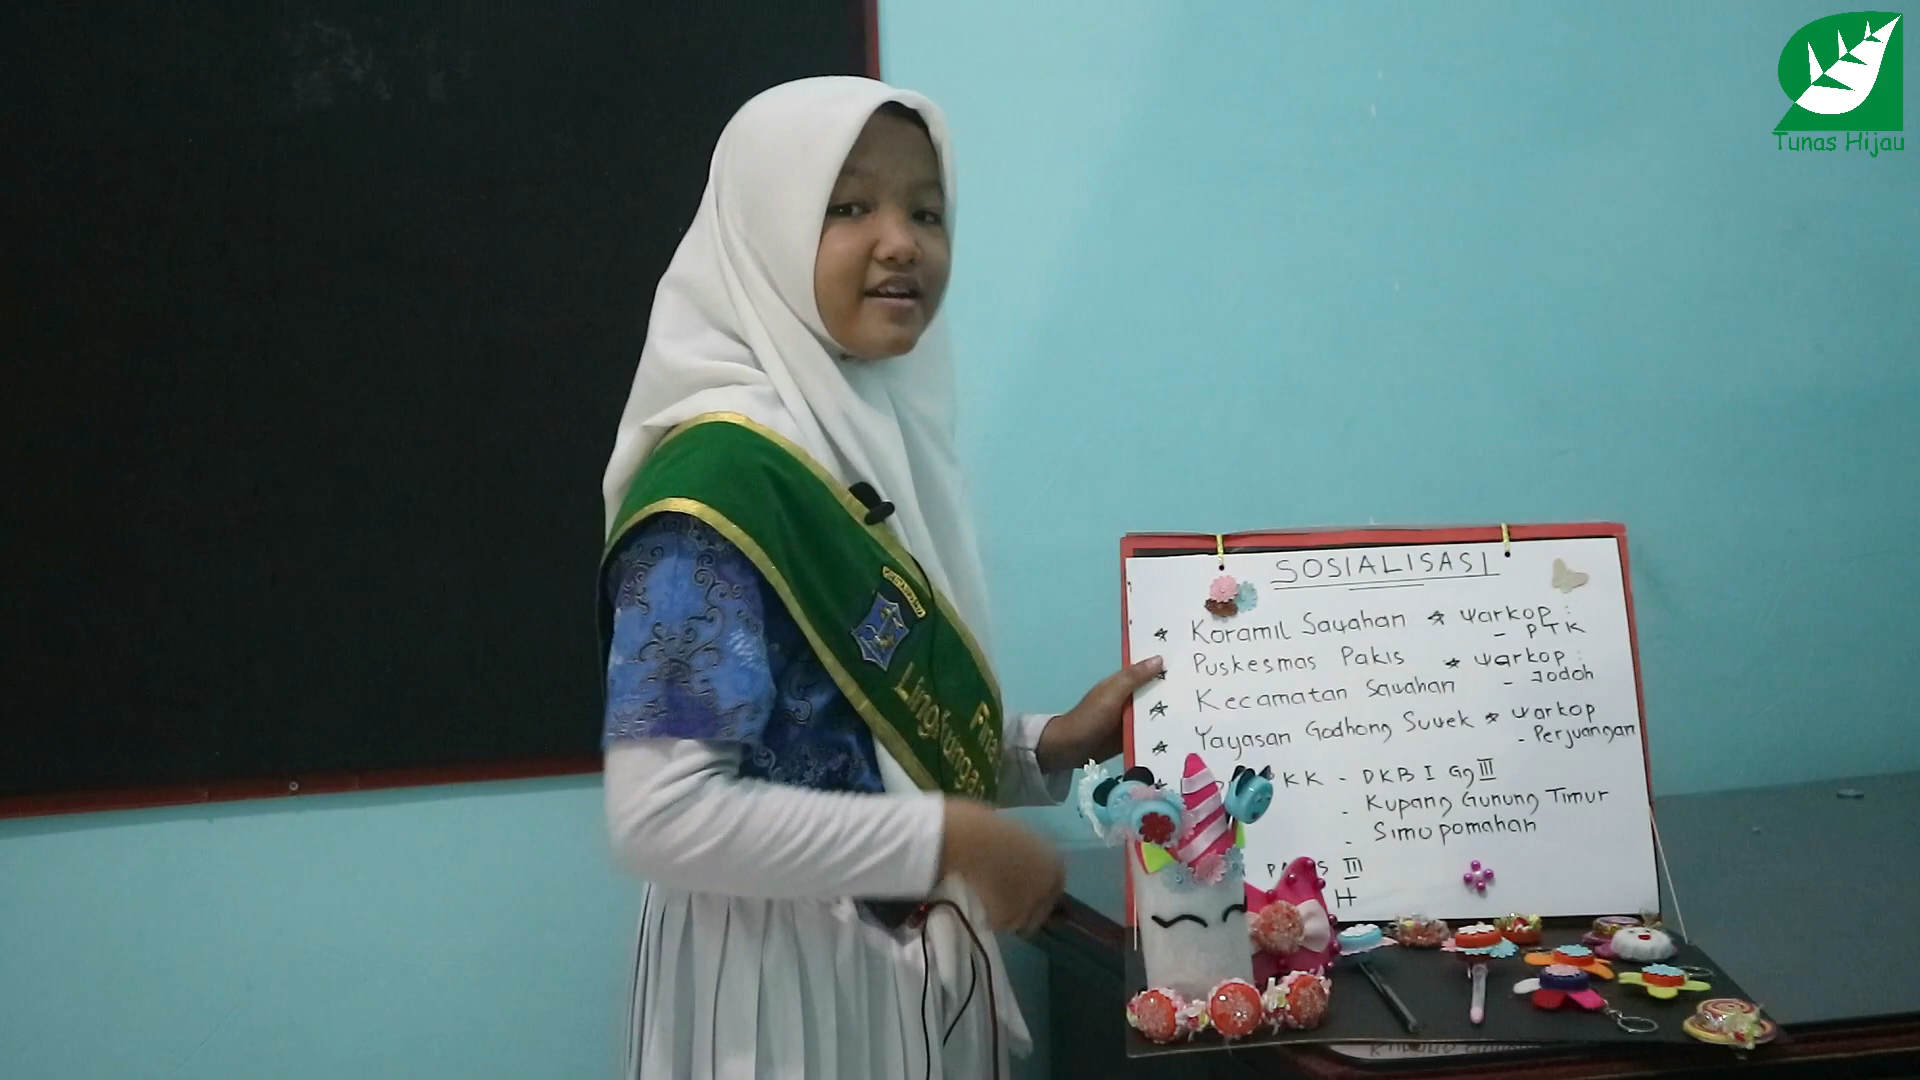 Tunas Hijau
SOSIALISASI
Koramil Sawahan * Warkop :
- PTK
Puskesmas Pakis * Warkop :
- Jodoh
Kecamatan Sawahan
Yayasan Godhong Suwek * Warkop
- Perjuangan
KK - DKB I Gg III
- Kupang Gunung Timur
- Simopomahan
III
H
Lingkungan